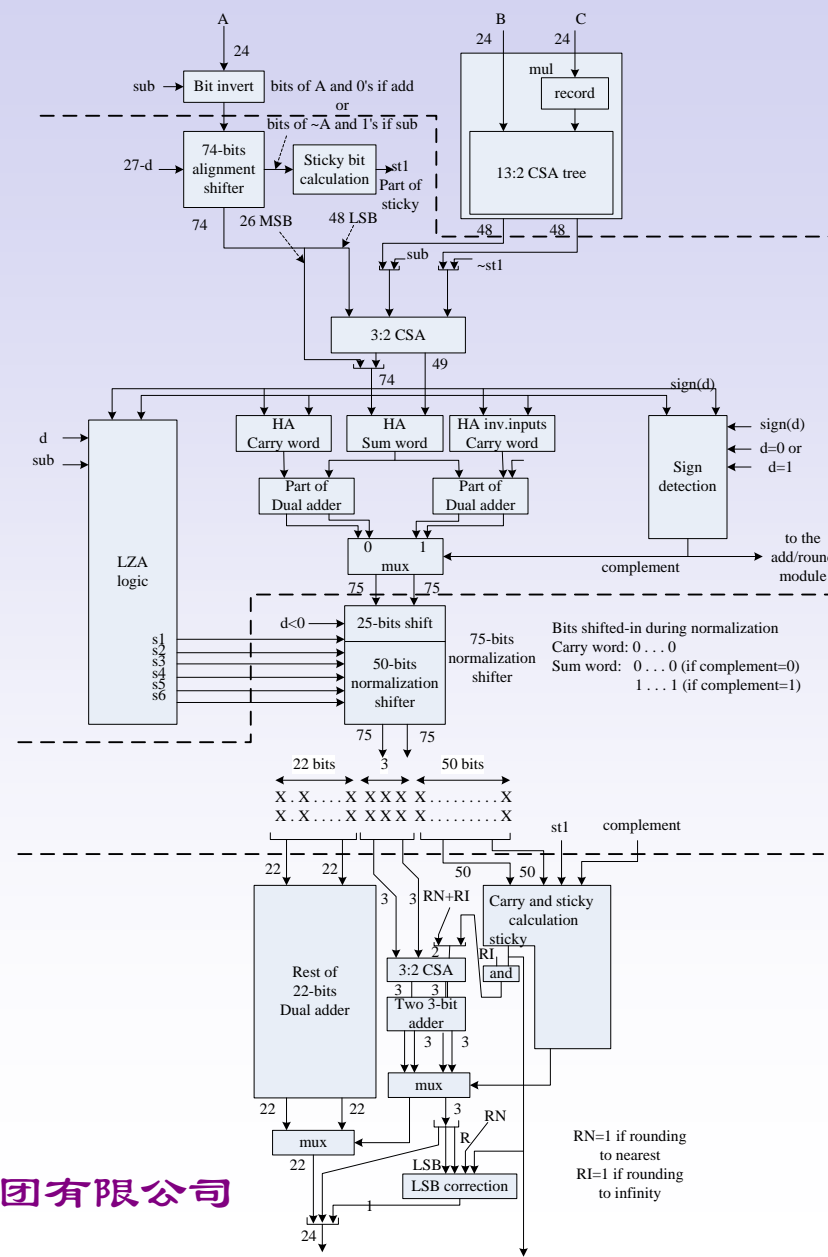 A
B
C
24
24
24
mul
sub
Bit invert
bits of A and 0's if add
or
bits of ~A and 1's if sub
record
27-d
74-bits
alignment
shifter
Sticky bit
calculation
st1
Part of
sticky
13:2 CSA tree
74
26 MSB
48 LSB
48
48
sub
~st1
3:2 CSA
49
74
sign(d)
d
sub
HA
Carry word
HA
Sum word
HA inv.inputs
Carry word
sign(d)
d=0 or
d=1
Sign
detection
Part of
Dual adder
Part of
Dual adder
0
1
mux
complement
to the
add/roun
module
LZA
logic
75
75
d<0
25-bits shift
50-bits
normalization
shifter
75-bits
normalization
shifter
Bits shifted-in during normalization
Carry word: 0 . . . 0
Sum word: 0 . . . 0 (if complement=0)
1 . . . 1 (if complement=1)
s1
s2
s3
s4
s5
s6
75
75
22 bits
3
50 bits
X . X . . . . X X X X X . . . . . . . . . X
X . X . . . . X X X X X . . . . . . . . . X
st1
complement
22
22
50
50
3
3
RN+RI
Carry and sticky
calculation
sticky
2
RI
and
Rest of
22-bits
Dual adder
3:2 CSA
3
3
Two 3-bit
adder
3
3
mux
22
22
3
RN
mux
R
22
LSB
LSB correction
1
24
RN=1 if rounding
to nearest
RI=1 if rounding
to infinity
团有限公司